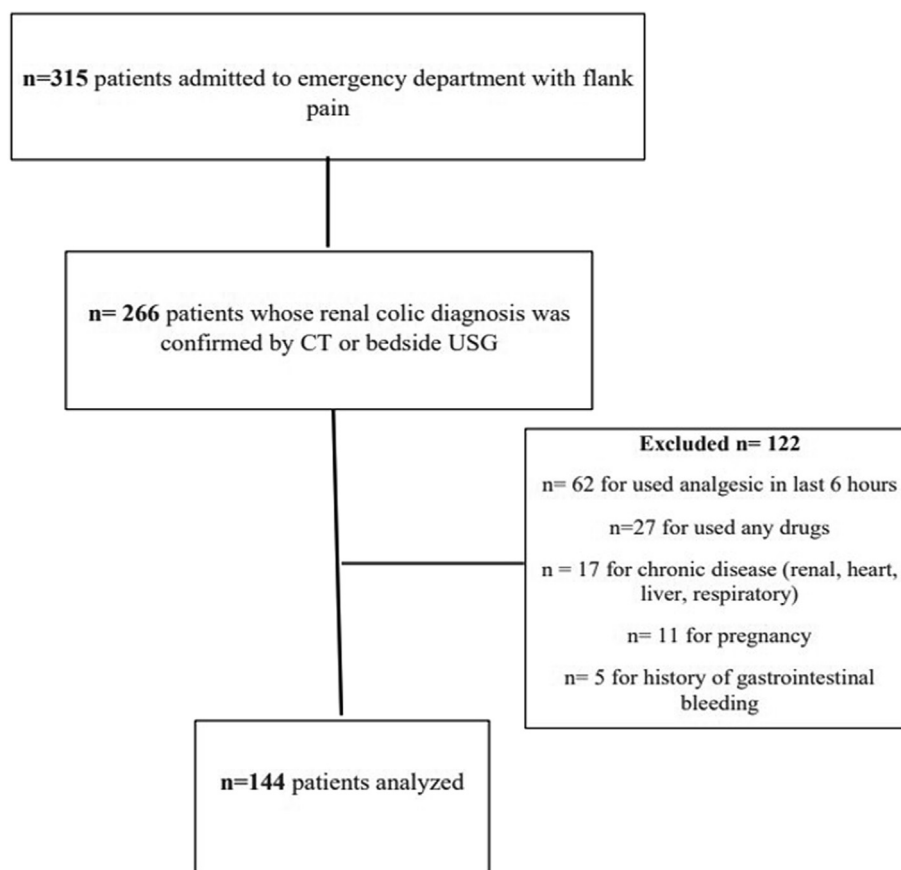 n=315 patients admitted to emergency department with flank
pain
n= 266 patients whose renal colic diagnosis was
confirmed by CT or bedside USG
Excluded n= 122
n= 62 for used analgesic in last 6 hours
n=27 for used any drugs
n = 17 for chronic disease (renal, heart,
liver, respiratory)
n= 11 for pregnancy
n= 5 for history of gastrointestinal
bleeding
n=144 patients analyzed